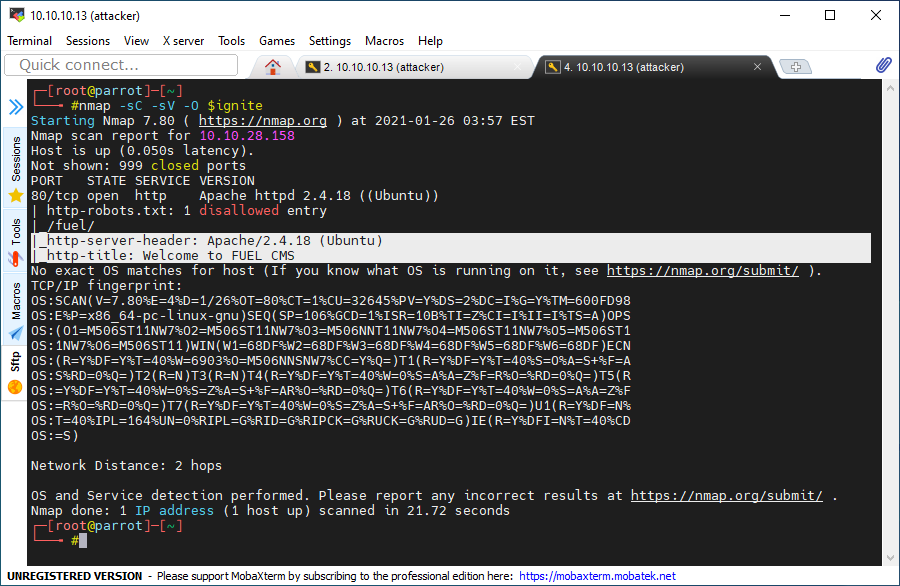 10.10.10.13 (attacker)
Terminal Sessions View X server Tools Games Settings Macros Help
Quick connect...
2. 10.10.10.13 (attacker)
4. 10.10.10.13 (attacker)
Sessions
Tools
Macros
Sftp
┌─[root@parrot]─[~]
└──╼ #nmap -sC -sV -O $ignite
Starting Nmap 7.80 ( https://nmap.org ) at 2021-01-26 03:57 EST
Nmap scan report for 10.10.28.158
Host is up (0.050s latency).
Not shown: 999 closed ports
PORT   STATE SERVICE VERSION
80/tcp open  http    Apache httpd 2.4.18 ((Ubuntu))
| http-robots.txt: 1 disallowed entry
|_/fuel/
|_http-server-header: Apache/2.4.18 (Ubuntu)
|_http-title: Welcome to FUEL CMS
No exact OS matches for host (If you know what OS is running on it, see https://nmap.org/submit/ ).
TCP/IP fingerprint:
OS:SCAN(V=7.80%E=4%D=1/26%OT=80%CT=1%CU=32645%PV=Y%DS=2%DC=I%G=Y%TM=600FD98
OS:E%P=x86_64-pc-linux-gnu)SEQ(SP=106%GCD=1%ISR=10B%TI=Z%CI=I%II=I%TS=A)OPS
OS:(O1=M506ST11NW7%O2=M506ST11NW7%O3=M506NNT11NW7%O4=M506ST11NW7%O5=M506ST1
OS:1NW7%O6=M506ST11)WIN(W1=68DF%W2=68DF%W3=68DF%W4=68DF%W5=68DF%W6=68DF)ECN
OS:(R=Y%DF=Y%T=40%W=6903%O=M506NNSNW7%CC=Y%Q=)T1(R=Y%DF=Y%T=40%S=O%A=S+%F=A
OS:S%RD=0%Q=)T2(R=N)T3(R=N)T4(R=Y%DF=Y%T=40%W=0%S=A%A=Z%F=R%O=%RD=0%Q=)T5(R
OS:=Y%DF=Y%T=40%W=0%S=Z%A=S+%F=AR%O=%RD=0%Q=)T6(R=Y%DF=Y%T=40%W=0%S=A%A=Z%F
OS:=R%O=%RD=0%Q=)T7(R=Y%DF=Y%T=40%W=0%S=Z%A=S+%F=AR%O=%RD=0%Q=)U1(R=Y%DF=N%
OS:T=40%IPL=164%UN=0%RIPL=G%RID=G%RIPCK=G%RUCK=G%RUD=G)IE(R=Y%DFI=N%T=40%CD
OS:=S)
Network Distance: 2 hops
OS and Service detection performed. Please report any incorrect results at https://nmap.org/submit/ .
Nmap done: 1 IP address (1 host up) scanned in 21.72 seconds
┌─[root@parrot]─[~]
└──╼ #
UNREGISTERED VERSION - Please support MobaXterm by subscribing to the professional edition here: https://mobaxterm.mobatek.net